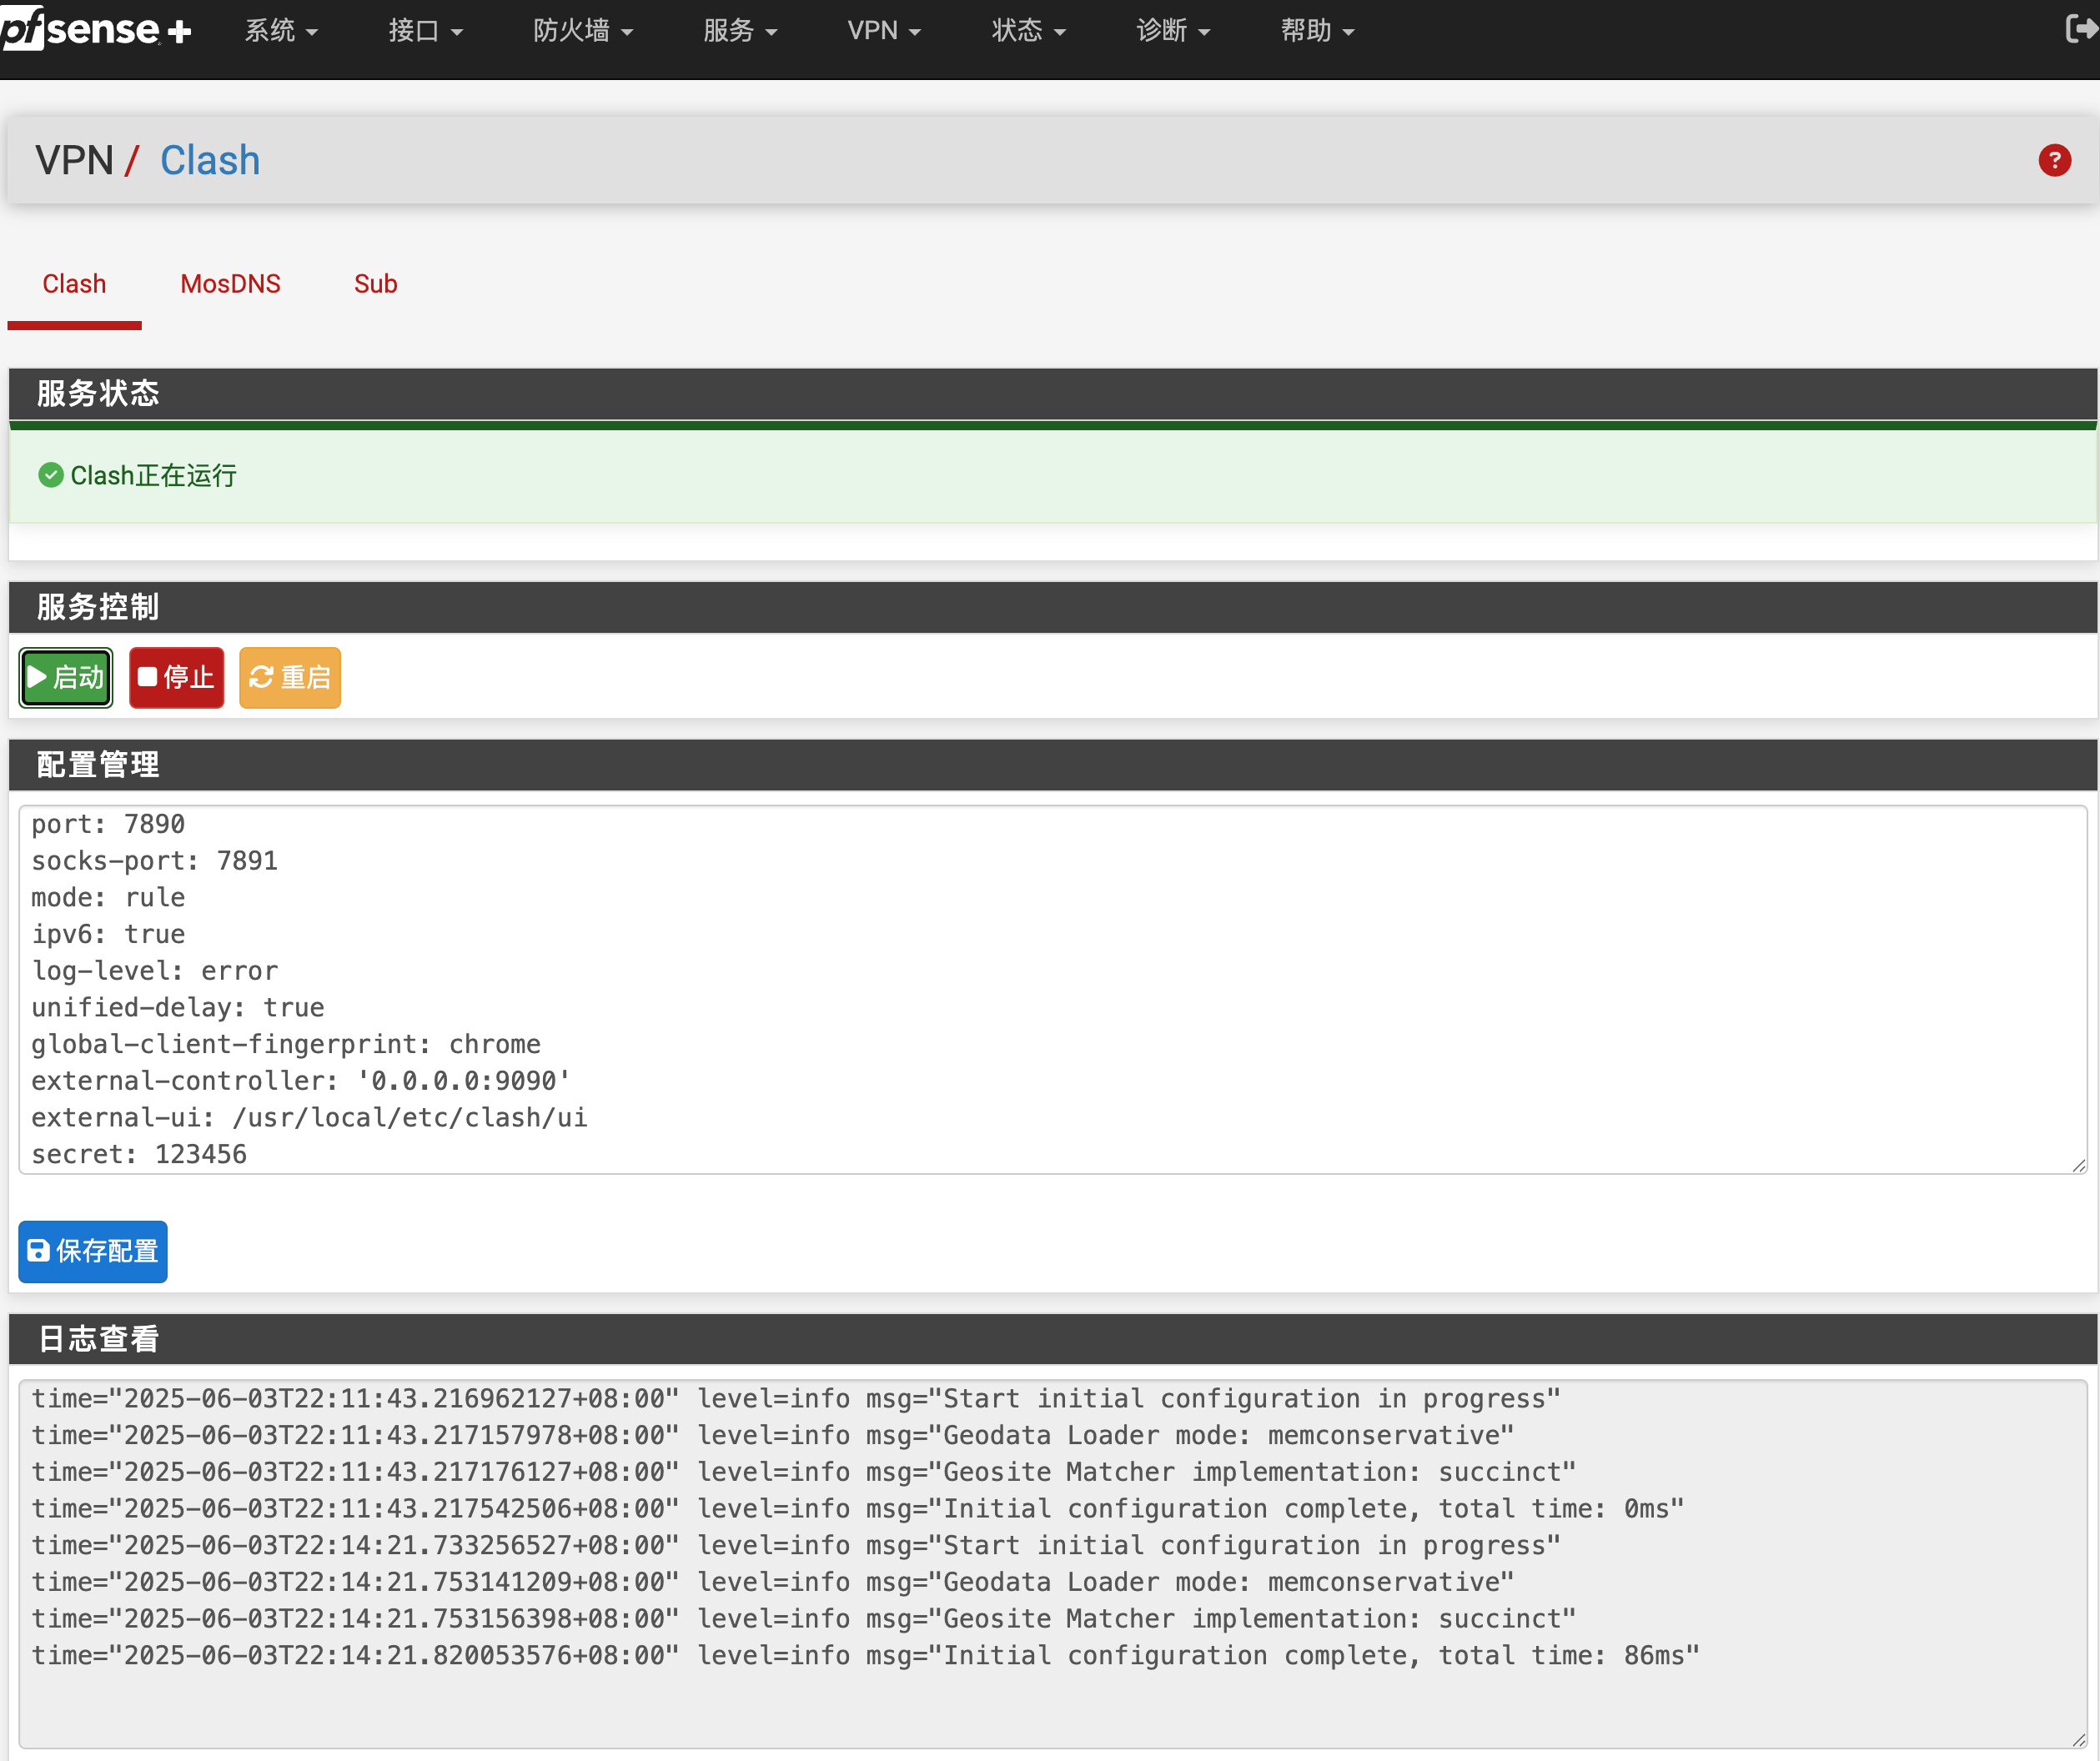 pfsense+ 系统 接口 防火墙 服务 VPN 状态 诊断 帮助
VPN / Clash
?
Clash MosDNS Sub
服务状态
Clash正在运行
服务控制
启动 停止 重启
配置管理
port: 7890
socks-port: 7891
mode: rule
ipv6: true
log-level: error
unified-delay: true
global-client-fingerprint: chrome
external-controller: '0.0.0.0:9090'
external-ui: /usr/local/etc/clash/ui
secret: 123456
保存配置
日志查看
time="2025-06-03T22:11:43.216962127+08:00" level=info msg="Start initial configuration in progress"
time="2025-06-03T22:11:43.217157978+08:00" level=info msg="Geodata Loader mode: memconservative"
time="2025-06-03T22:11:43.217176127+08:00" level=info msg="Geosite Matcher implementation: succinct"
time="2025-06-03T22:11:43.217542506+08:00" level=info msg="Initial configuration complete, total time: 0ms"
time="2025-06-03T22:14:21.733256527+08:00" level=info msg="Start initial configuration in progress"
time="2025-06-03T22:14:21.753141209+08:00" level=info msg="Geodata Loader mode: memconservative"
time="2025-06-03T22:14:21.753156398+08:00" level=info msg="Geosite Matcher implementation: succinct"
time="2025-06-03T22:14:21.820053576+08:00" level=info msg="Initial configuration complete, total time: 86ms"